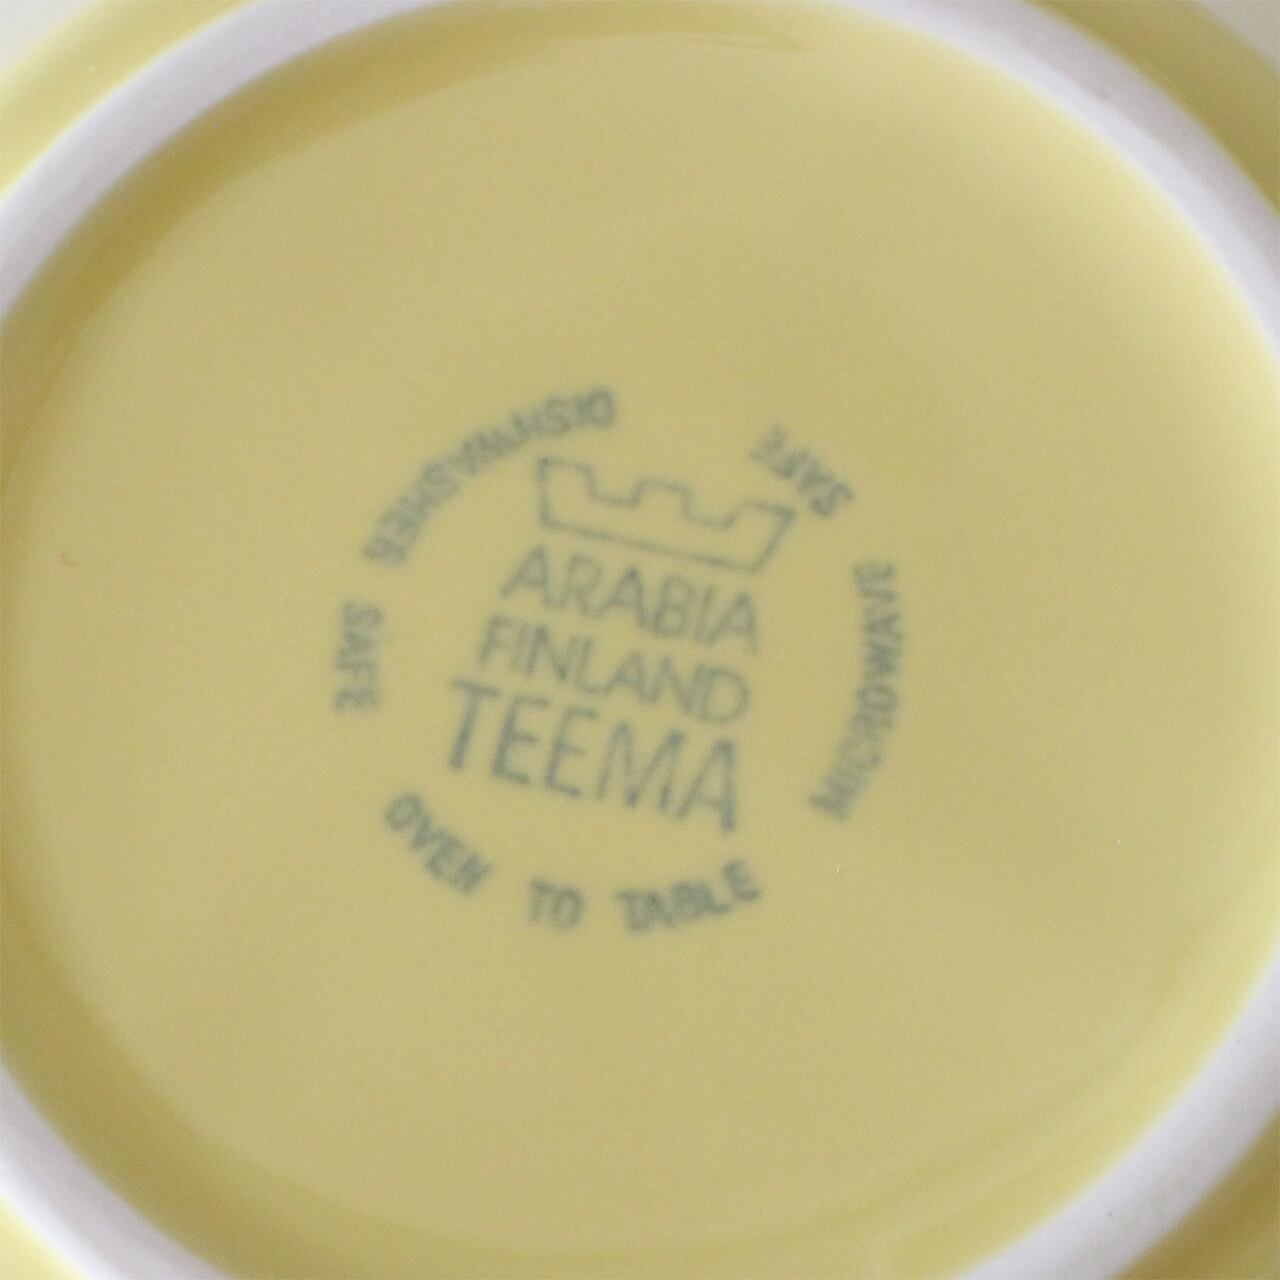 ARABIA
FINLAND
TEEMA
OVEN TO TABLE
MICROWAVE SAFE
DISHWASHER SAFE